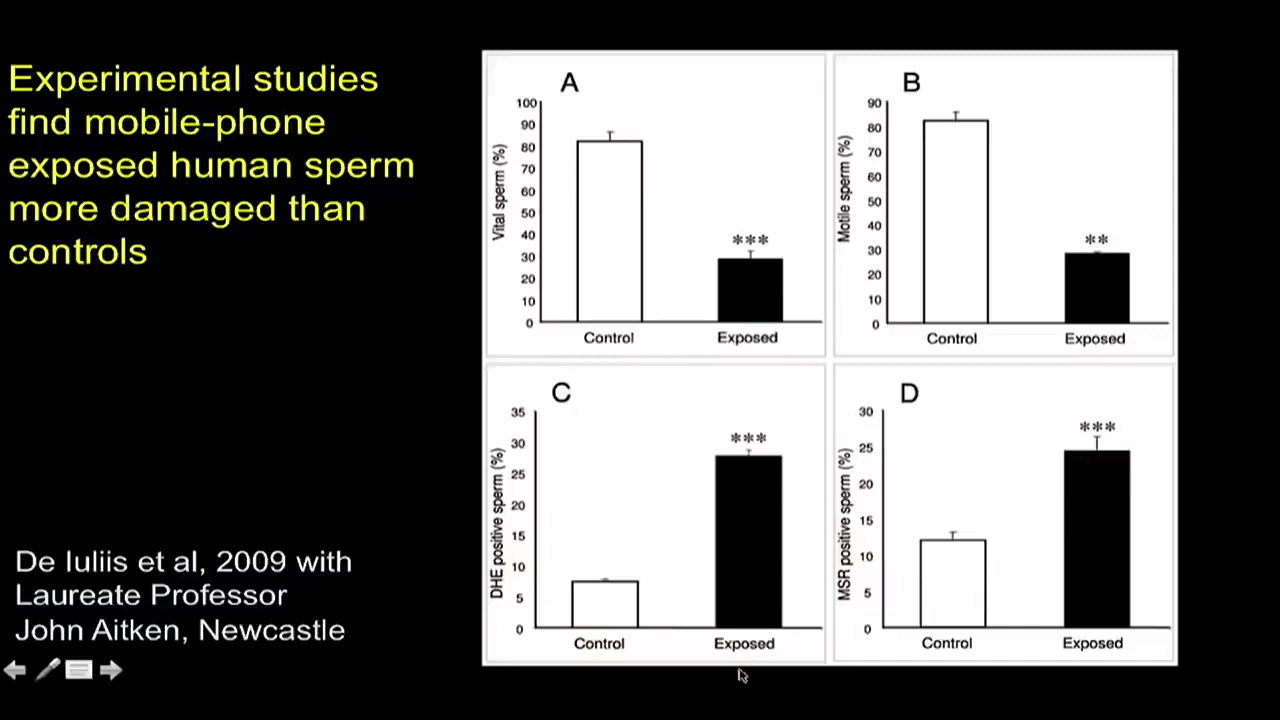 Experimental studies
find mobile-phone
exposed human sperm
more damaged than
controls
De Iuliis et al, 2009 with
Laureate Professor
John Aitken, Newcastle
A
Vital sperm (%)
100
90
80
70
60
50
40
30
20
10
0
***
Control
Exposed
B
Motile sperm (%)
90
80
70
60
50
40
30
20
10
0
**
Control
Exposed
C
DHE positive sperm (%)
35
30
25
20
15
10
5
0
***
Control
Exposed
D
MSR positive sperm (%)
30
25
20
15
10
5
0
***
Control
Exposed